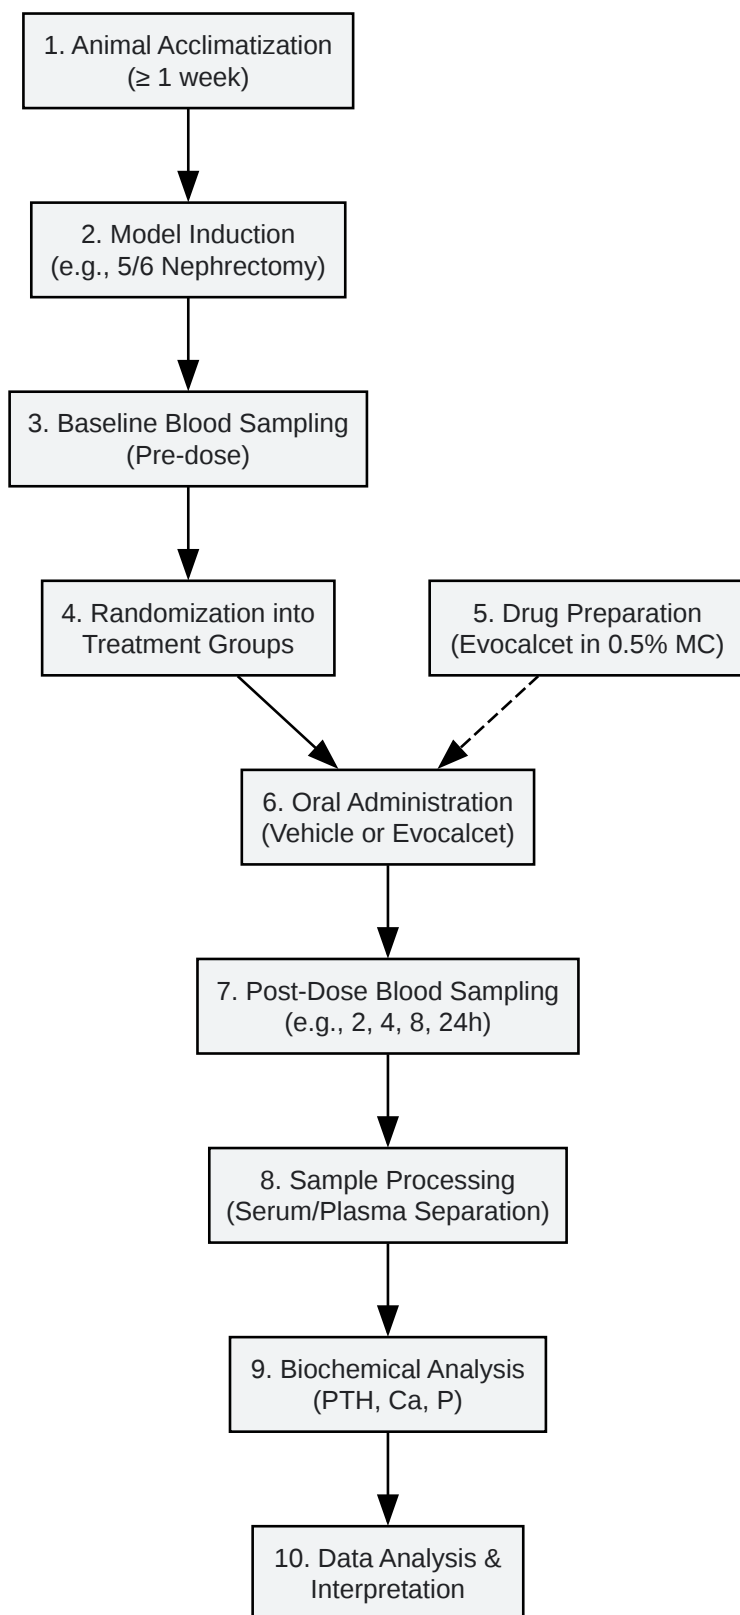 1. Animal Acclimatization
(≥ 1 week)
2. Model Induction
(e.g., 5/6 Nephrectomy)
3. Baseline Blood Sampling
(Pre-dose)
4. Randomization into
Treatment Groups
5. Drug Preparation
(Evocalcet in 0.5% MC)
6. Oral Administration
(Vehicle or Evocalcet)
7. Post-Dose Blood Sampling
(e.g., 2, 4, 8, 24h)
8. Sample Processing
(Serum/Plasma Separation)
9. Biochemical Analysis
(PTH, Ca, P)
10. Data Analysis &
Interpretation